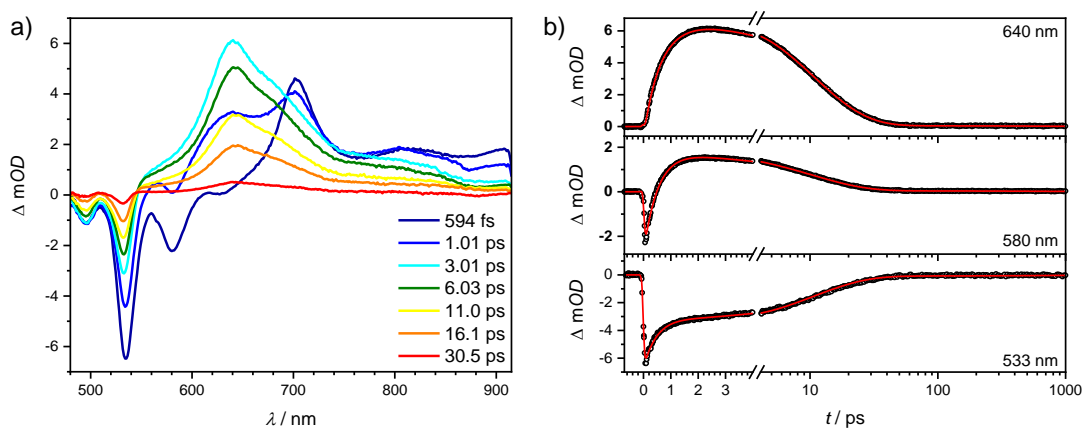 a)
Δ mOD
6
4
2
0
-2
-4
-6
500
600
700
800
900
λ / nm
594 fs
1.01 ps
3.01 ps
6.03 ps
11.0 ps
16.1 ps
30.5 ps
b)
640 nm
Δ mOD
6
4
2
0
580 nm
Δ mOD
2
0
-2
533 nm
Δ mOD
0
-2
-4
-6
0
1
2
3
10
100
1000
t / ps